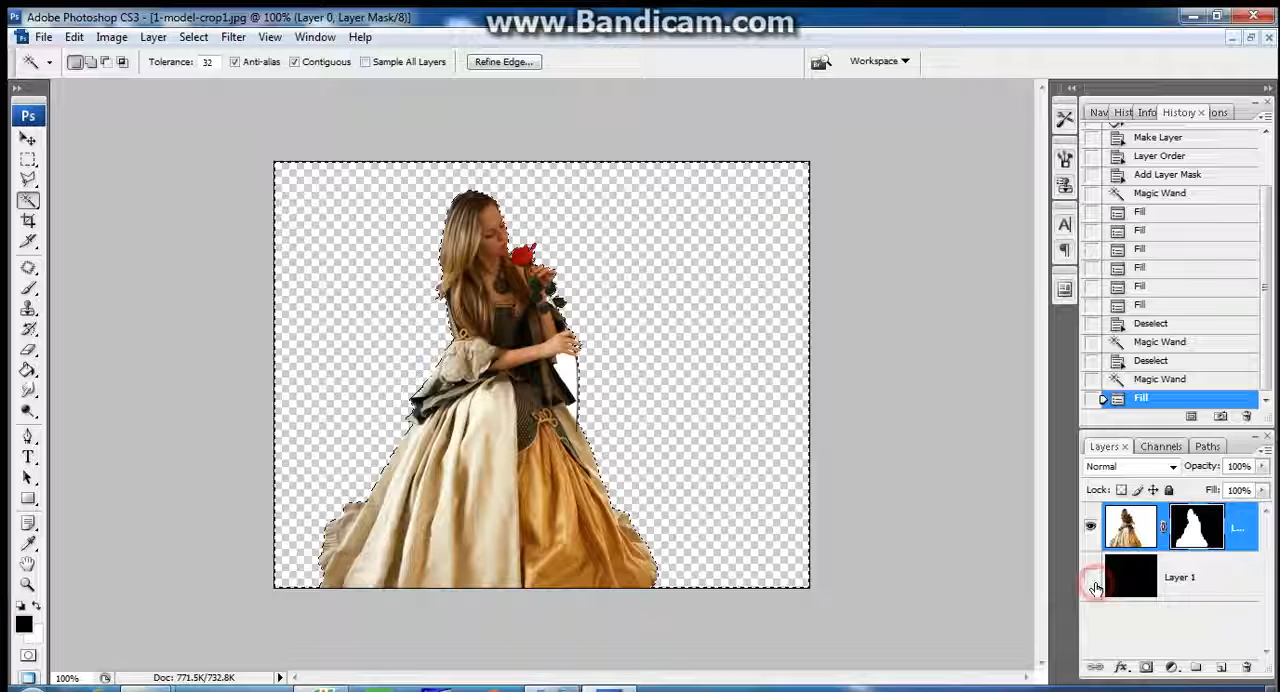 www.Bandicam.com
Ps Adobe Photoshop CS3 - [1-model-crop1.jpg @ 100% (Layer 0, Layer Mask/8)]
Ps File Edit Image Layer Select Filter View Window Help
Tolerance: 32 Anti-alias Contiguous Sample All Layers Refine Edge... Workspace
Ps
Nav Hist Info History x ions
Make Layer
Layer Order
Add Layer Mask
Magic Wand
Fill
Fill
Fill
Fill
Fill
Fill
Deselect
Magic Wand
Deselect
Magic Wand
Fill
Layers x Channels Paths
Normal Opacity: 100%
Lock: Fill: 100%
L...
Layer 1
T
A
fx.
100% Doc: 771.5K/732.8K